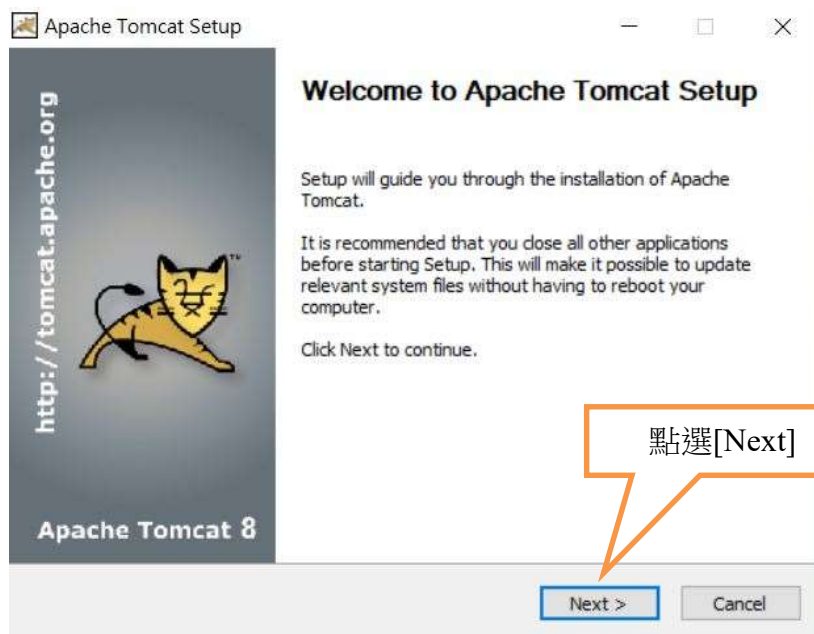 Apache Tomcat Setup
http://tomcat.apache.org
Welcome to Apache Tomcat Setup
Setup will guide you through the installation of Apache
Tomcat.
It is recommended that you close all other applications
before starting Setup. This will make it possible to update
relevant system files without having to reboot your
computer.
Click Next to continue.
點選[Next]
Apache Tomcat 8
TM
Next >
Cancel